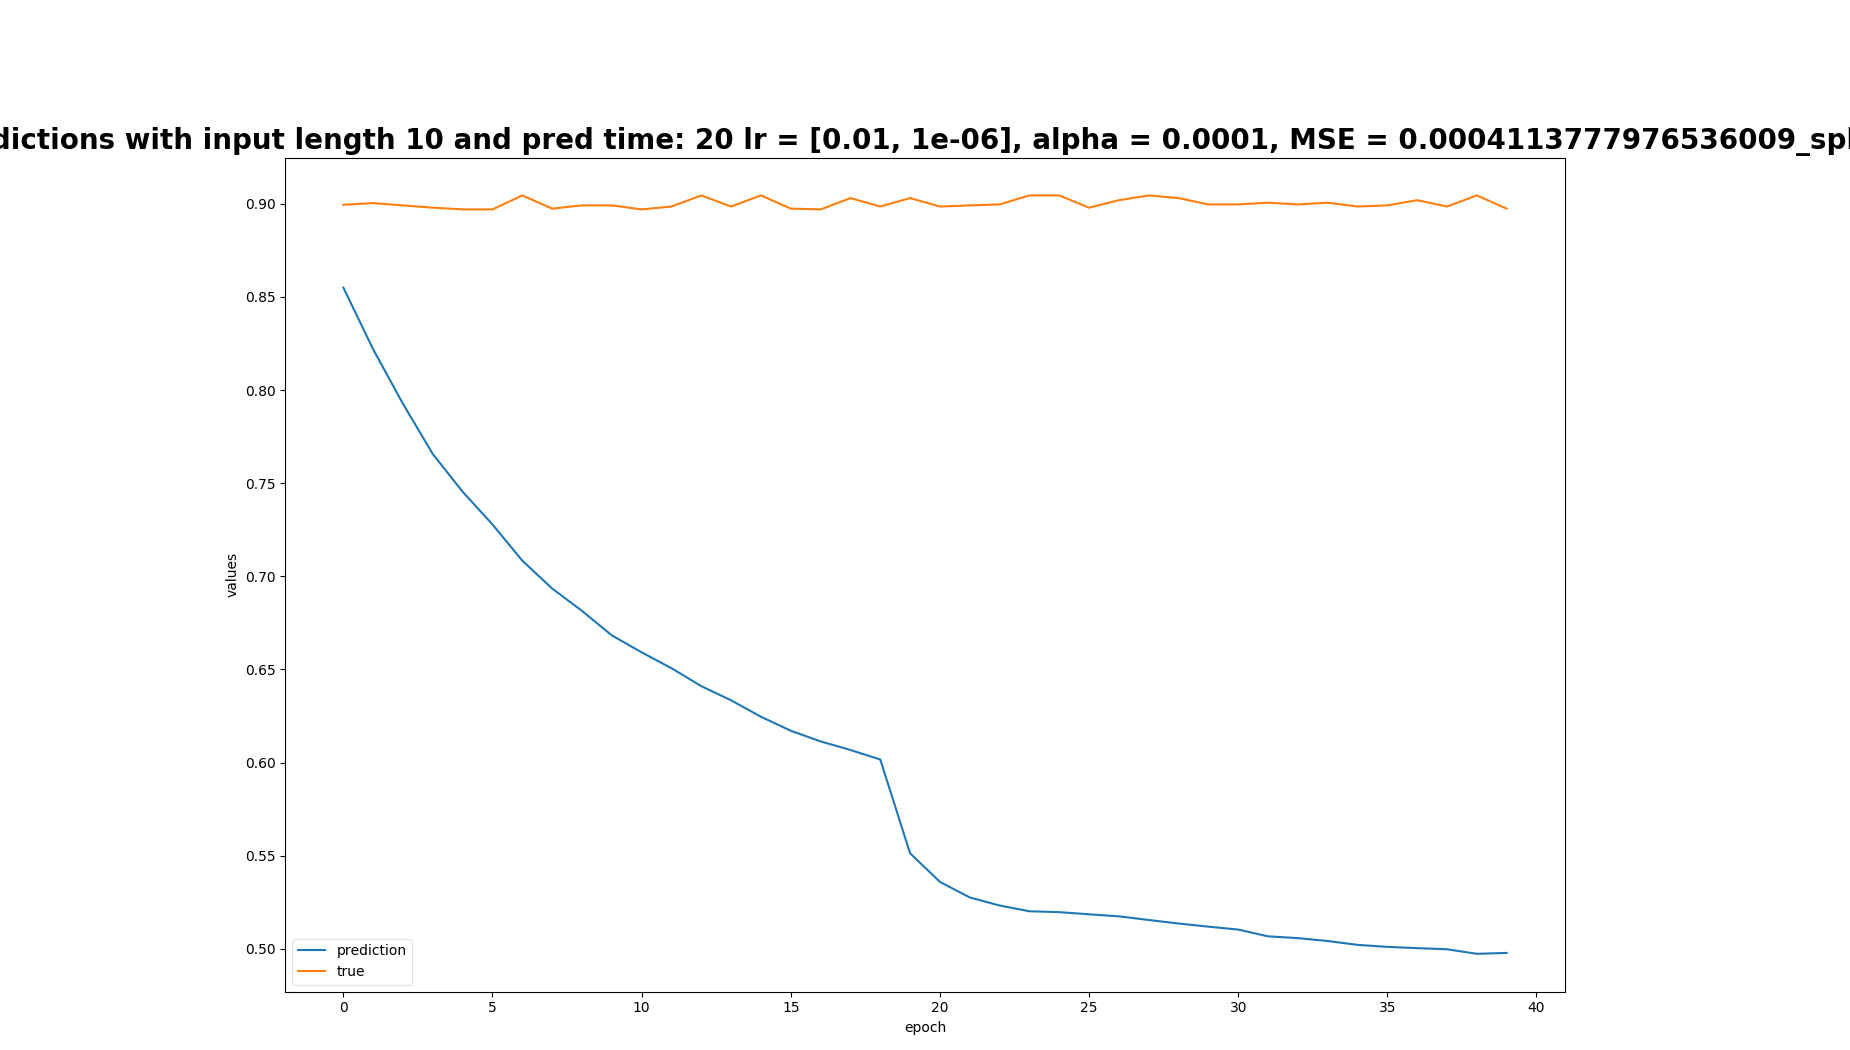 dictions with input length 10 and pred time: 20 lr = [0.01, 1e-06], alpha = 0.0001, MSE = 0.0004113777976536009_spl
0.90
0.85
0.80
0.75
0.70
0.65
0.60
0.55
0.50
values
prediction
true
0 5 10 15 20 25 30 35 40
epoch